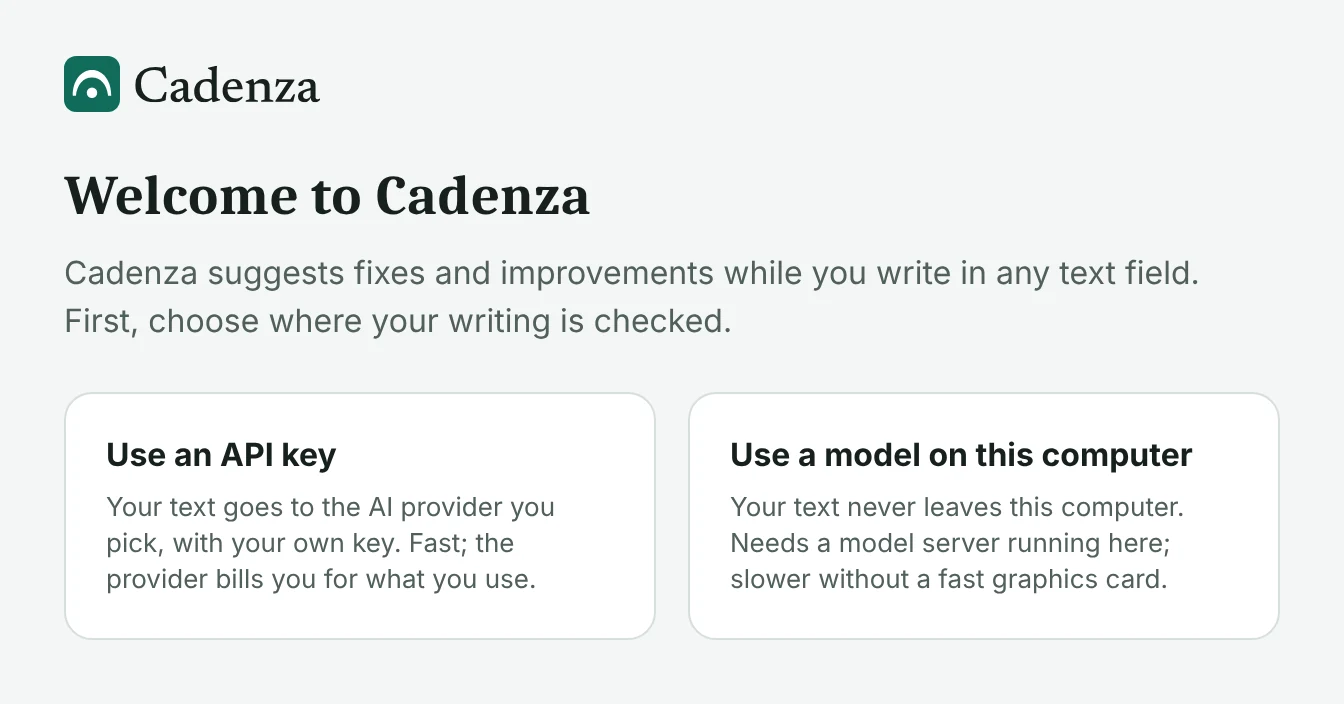 Cadenza
Welcome to Cadenza
Cadenza suggests fixes and improvements while you write in any text field.
First, choose where your writing is checked.
Use an API key
Your text goes to the AI provider you
pick, with your own key. Fast; the
provider bills you for what you use.
Use a model on this computer
Your text never leaves this computer.
Needs a model server running here;
slower without a fast graphics card.